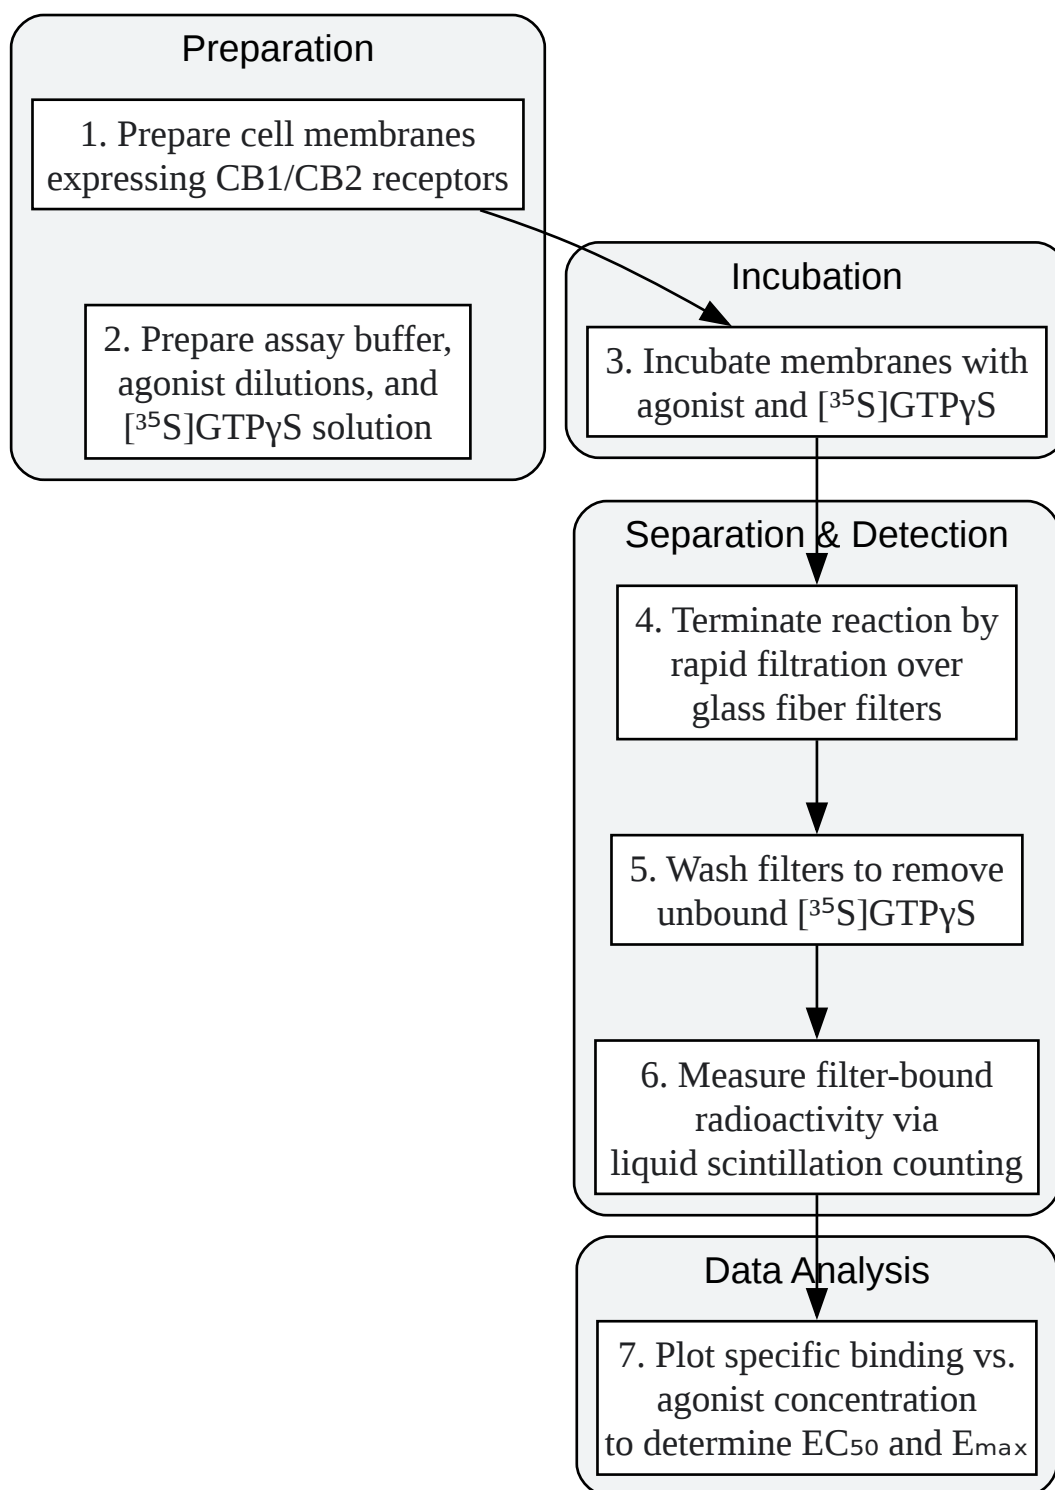 Preparation
1. Prepare cell membranes
expressing CB1/CB2 receptors
2. Prepare assay buffer,
agonist dilutions, and
[³⁵S]GTPγS solution
Incubation
3. Incubate membranes with
agonist and [³⁵S]GTPγS
Separation & Detection
4. Terminate reaction by
rapid filtration over
glass fiber filters
5. Wash filters to remove
unbound [³⁵S]GTPγS
6. Measure filter-bound
radioactivity via
liquid scintillation counting
Data Analysis
7. Plot specific binding vs.
agonist concentration
to determine EC₅₀ and Eₘₐₓ